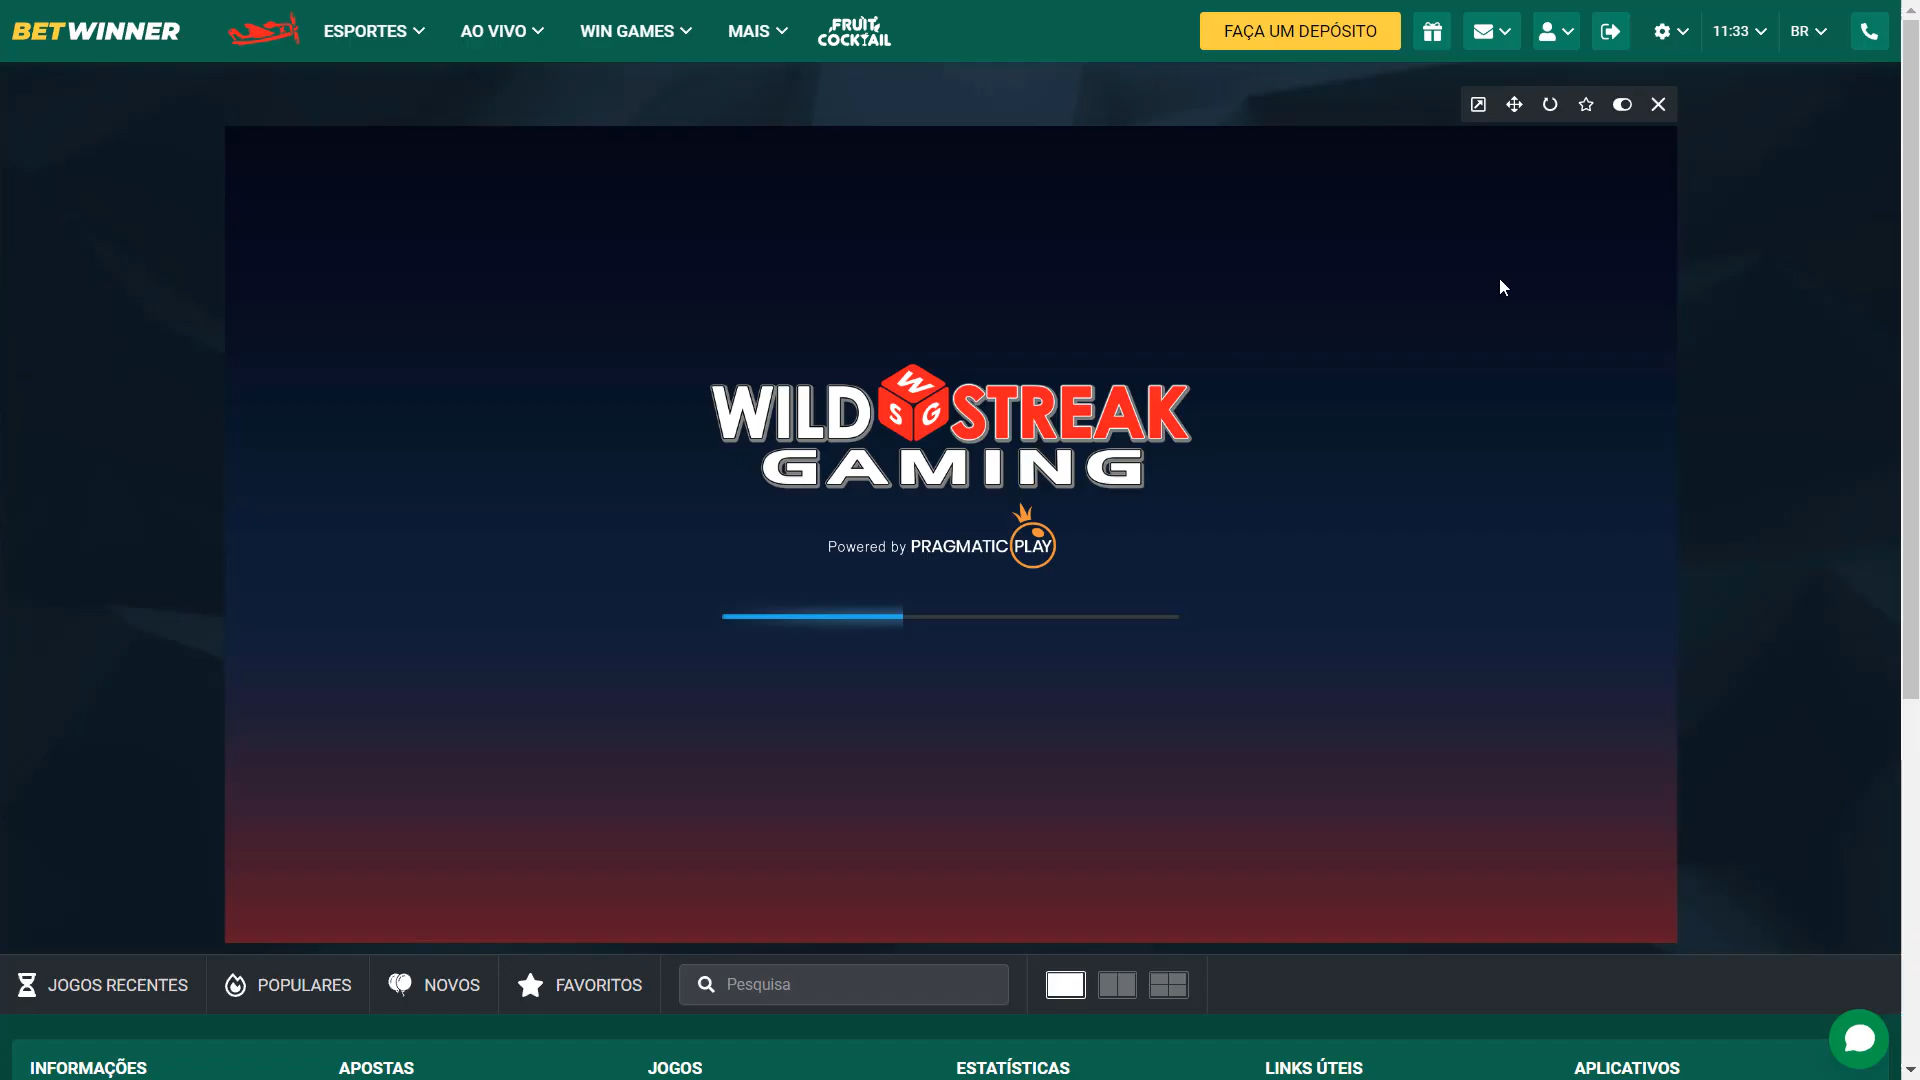 BETWINNER
ESPORTES
AO VIVO
WIN GAMES
MAIS
FRUIT COCKTAIL
FAÇA UM DEPÓSITO
11:33
BR
WILD WSG STREAK
GAMING
Powered by PRAGMATIC PLAY
JOGOS RECENTES
POPULARES
NOVOS
FAVORITOS
Pesquisa
INFORMAÇÕES
APOSTAS
JOGOS
ESTATÍSTICAS
LINKS ÚTEIS
APLICATIVOS